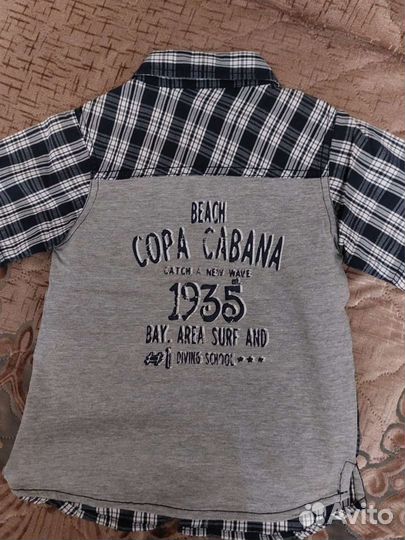 BEACH
COPA CABANA
CATCH A NEW WAVE
1935
BAY. AREA SURF AND
DIVING SCHOOL ★★★
Avito